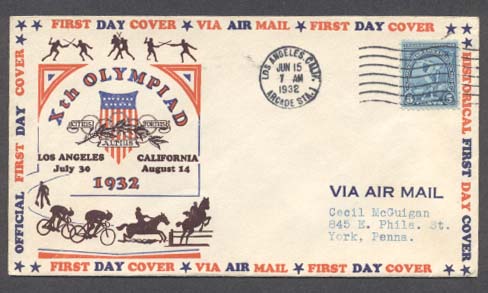 ★ FIRST DAY COVER ★ VIA AIR MAIL ★ FIRST DAY COVER ★
OFFICIAL FIRST DAY COVER
HISTORICAL FIRST DAY COVER
Xth OLYMPIAD
CITIUS FORTIUS
ALTIUS
LOS ANGELES CALIFORNIA
July 30 August 14
1932
LOS ANGELES, CALIF.
JUN 15
7 AM
1932
ARCADE STA. 1
5 5
VIA AIR MAIL
Cecil McGuigan
845 E. Phila. St.
York, Penna.
★ FIRST DAY COVER ★ VIA AIR MAIL ★ FIRST DAY COVER ★